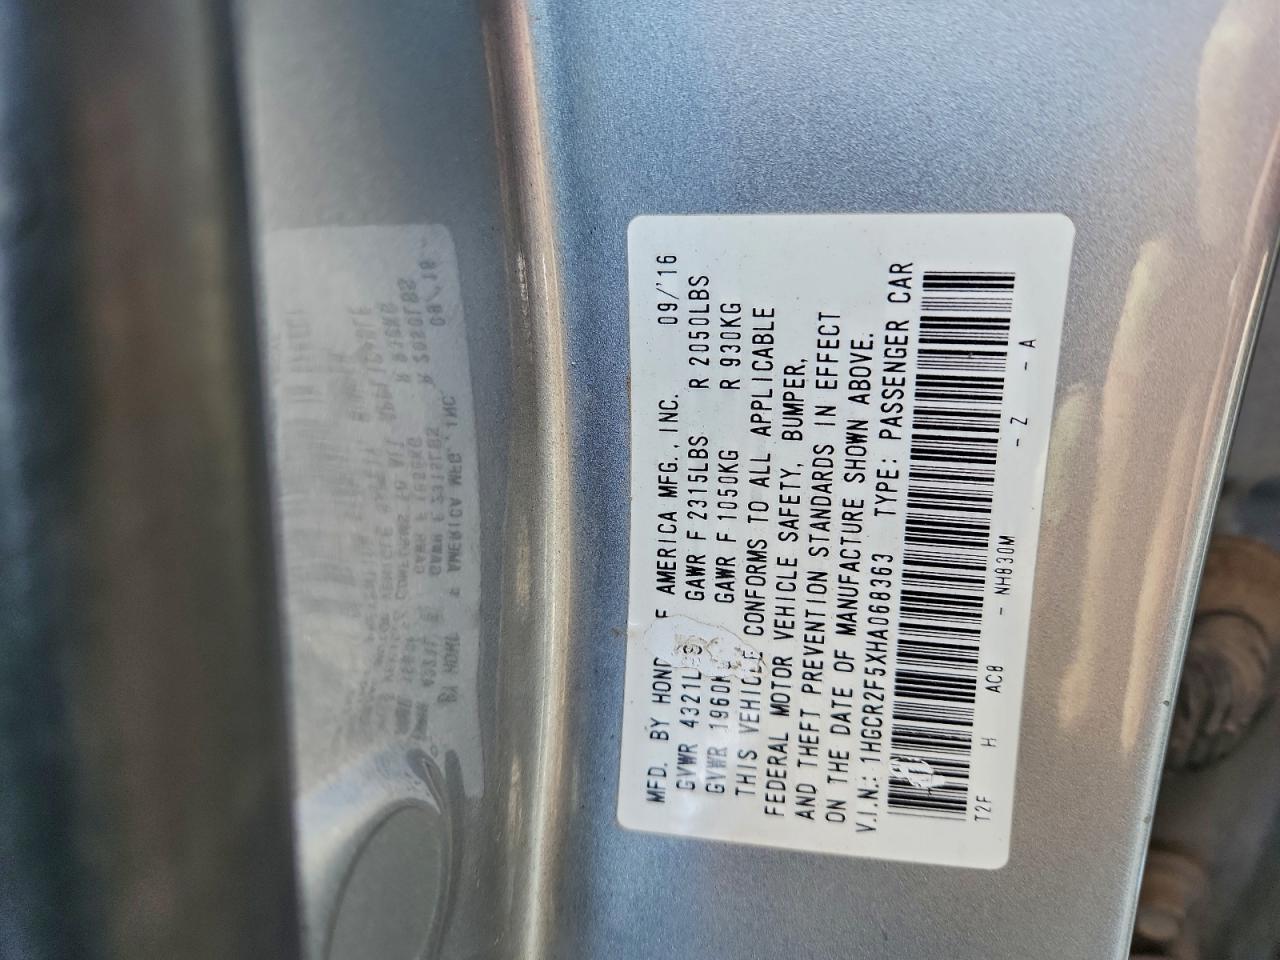 MFD. BY HOND F AMERICA MFG., INC. 09/'16
GVWR 4321L GAWR F 2315LBS R 2050LBS
GVWR 1960K GAWR F 1050KG R 930KG
THIS VEHICLE CONFORMS TO ALL APPLICABLE
FEDERAL MOTOR VEHICLE SAFETY, BUMPER,
AND THEFT PREVENTION STANDARDS IN EFFECT
ON THE DATE OF MANUFACTURE SHOWN ABOVE.
V.I.N.: 1HGCR2F5XHA068363 TYPE: PASSENGER CAR
T2F H AC8 - NH830M - Z - A